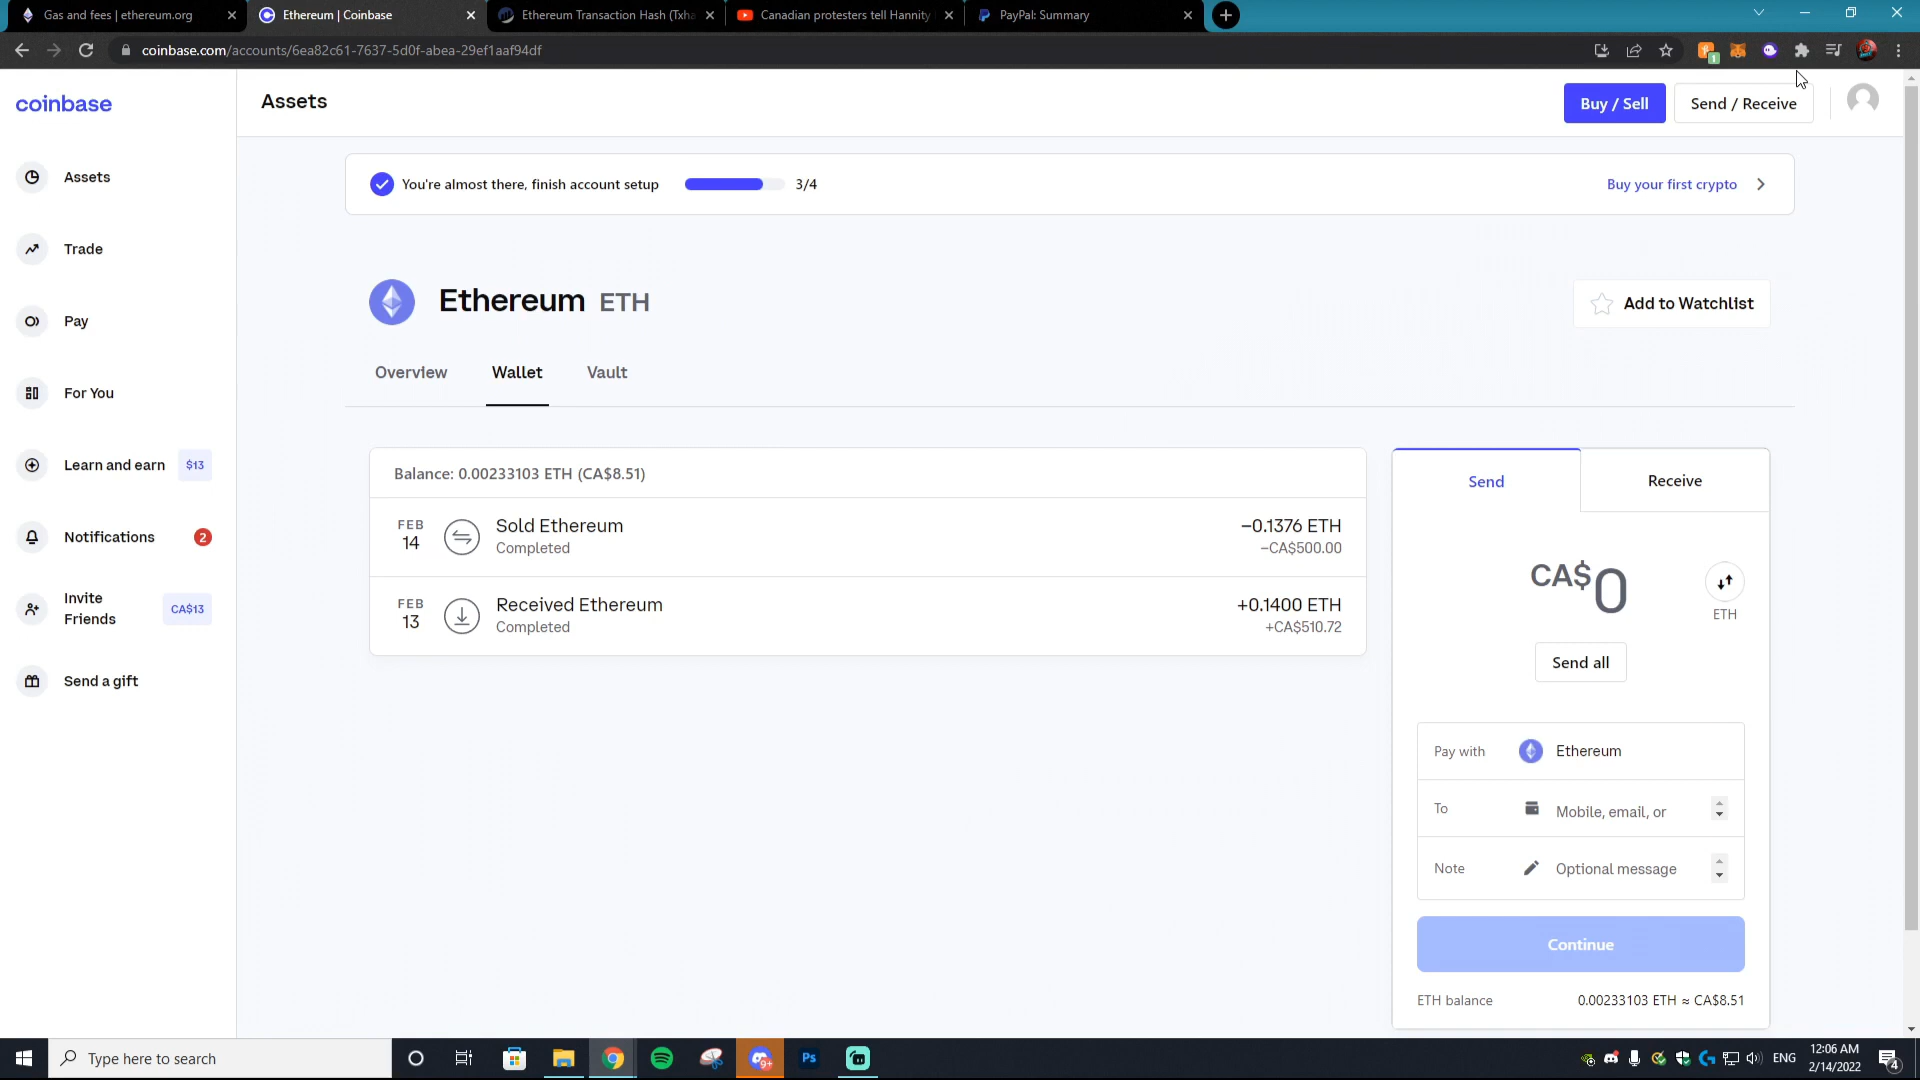 Gas and fees | ethereum.org
Ethereum | Coinbase
Ethereum Transaction Hash (Txha
Canadian protesters tell Hannity
PayPal: Summary
coinbase.com/accounts/6ea82c61-7637-5d0f-abea-29ef1aaf94df
1
coinbase
Assets
Buy / Sell
Send / Receive
Assets
Trade
Pay
For You
Learn and earn
$13
Notifications
2
Invite
Friends
CA$13
Send a gift
You're almost there, finish account setup
3/4
Buy your first crypto
Ethereum ETH
Add to Watchlist
Overview
Wallet
Vault
Balance: 0.00233103 ETH (CA$8.51)
FEB
14
Sold Ethereum
Completed
−0.1376 ETH
−CA$500.00
FEB
13
Received Ethereum
Completed
+0.1400 ETH
+CA$510.72
Send
Receive
CA$0
ETH
Send all
Pay with
Ethereum
To
Mobile, email, or
Note
Optional message
Continue
ETH balance
0.00233103 ETH ≈ CA$8.51
Type here to search
9+
Ps
ENG
12:06 AM
2/14/2022
4